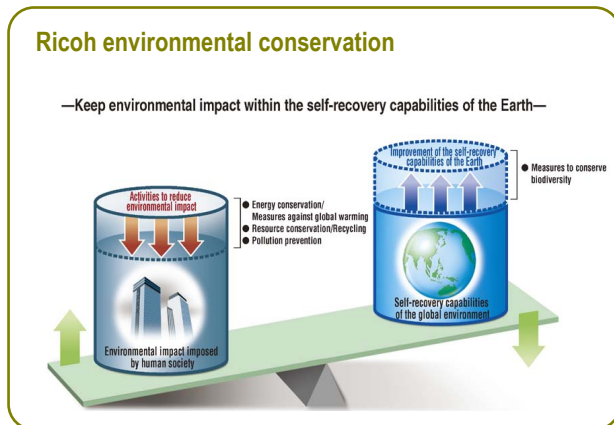 Ricoh environmental conservation
—Keep environmental impact within the self-recovery capabilities of the Earth—
Activities to reduce
environmental impact
● Energy conservation/
Measures against global warming
● Resource conservation/Recycling
● Pollution prevention
Environmental impact imposed
by human society
Improvement of the self-recovery
capabilities of the Earth
● Measures to conserve
biodiversity
Self-recovery capabilities
of the global environment